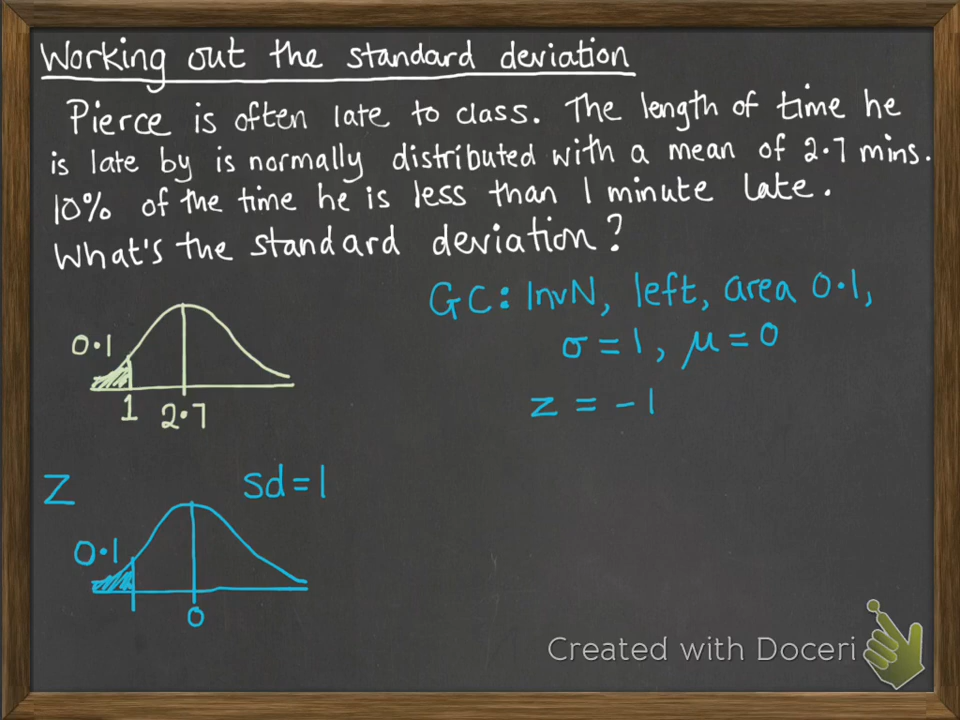 Working out the standard deviation
Pierce is often late to class. The length of time he
is late by is normally distributed with a mean of 2.7 mins.
10% of the time he is less than 1 minute late.
What's the standard deviation?
GC: InvN, left, area 0.1,
σ = 1, μ = 0
z = -1
0.1
1 2.7
Z sd = 1
0.1
0
Created with Doceri